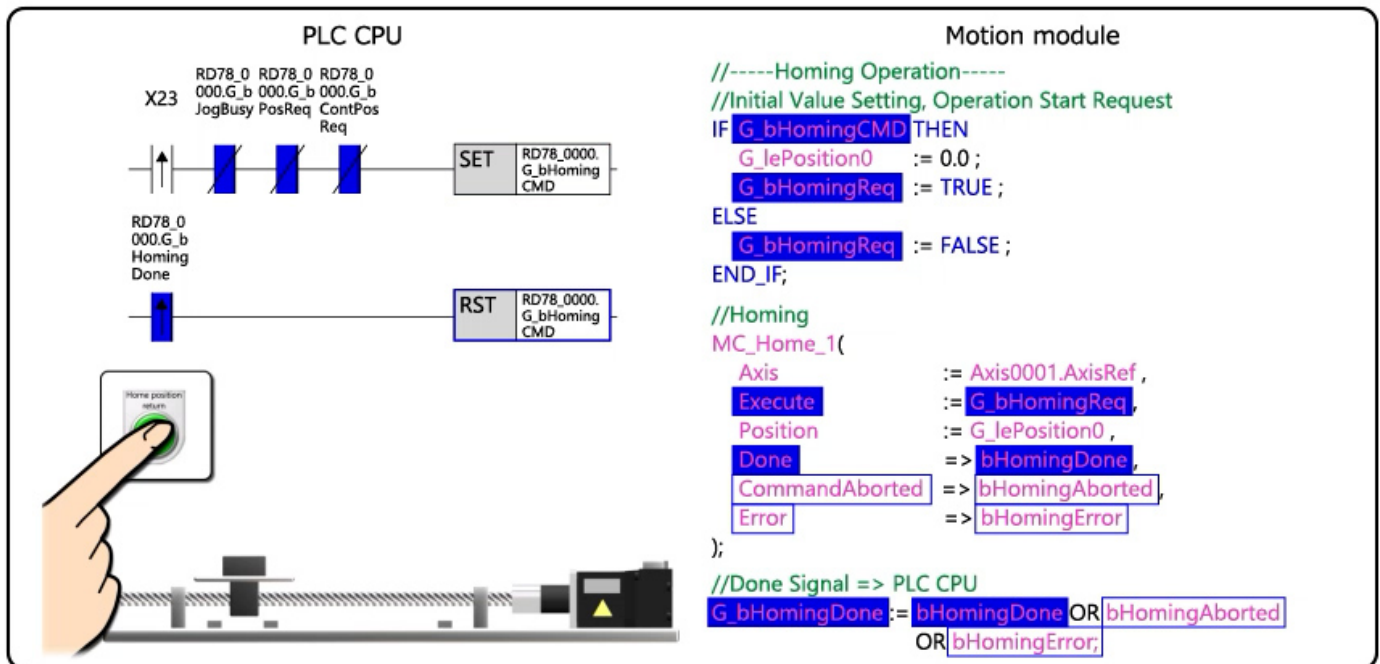 PLC CPU
X23
RD78_0
000.G_b
JogBusy
RD78_0
000.G_b
PosReq
RD78_0
000.G_b
ContPos
Req
SET
RD78_0000.
G_bHoming
CMD
RD78_0
000.G_b
Homing
Done
RST
RD78_0000.
G_bHoming
CMD
Home position
return
Motion module
//-----Homing Operation-----
//Initial Value Setting, Operation Start Request
IF G_bHomingCMD THEN
G_lePosition0 := 0.0 ;
G_bHomingReq := TRUE ;
ELSE
G_bHomingReq := FALSE ;
END_IF;
//Homing
MC_Home_1(
Axis := Axis0001.AxisRef ,
Execute := G_bHomingReq ,
Position := G_lePosition0 ,
Done => bHomingDone ,
CommandAborted => bHomingAborted ,
Error => bHomingError
);
//Done Signal => PLC CPU
G_bHomingDone := bHomingDone OR bHomingAborted
OR bHomingError;